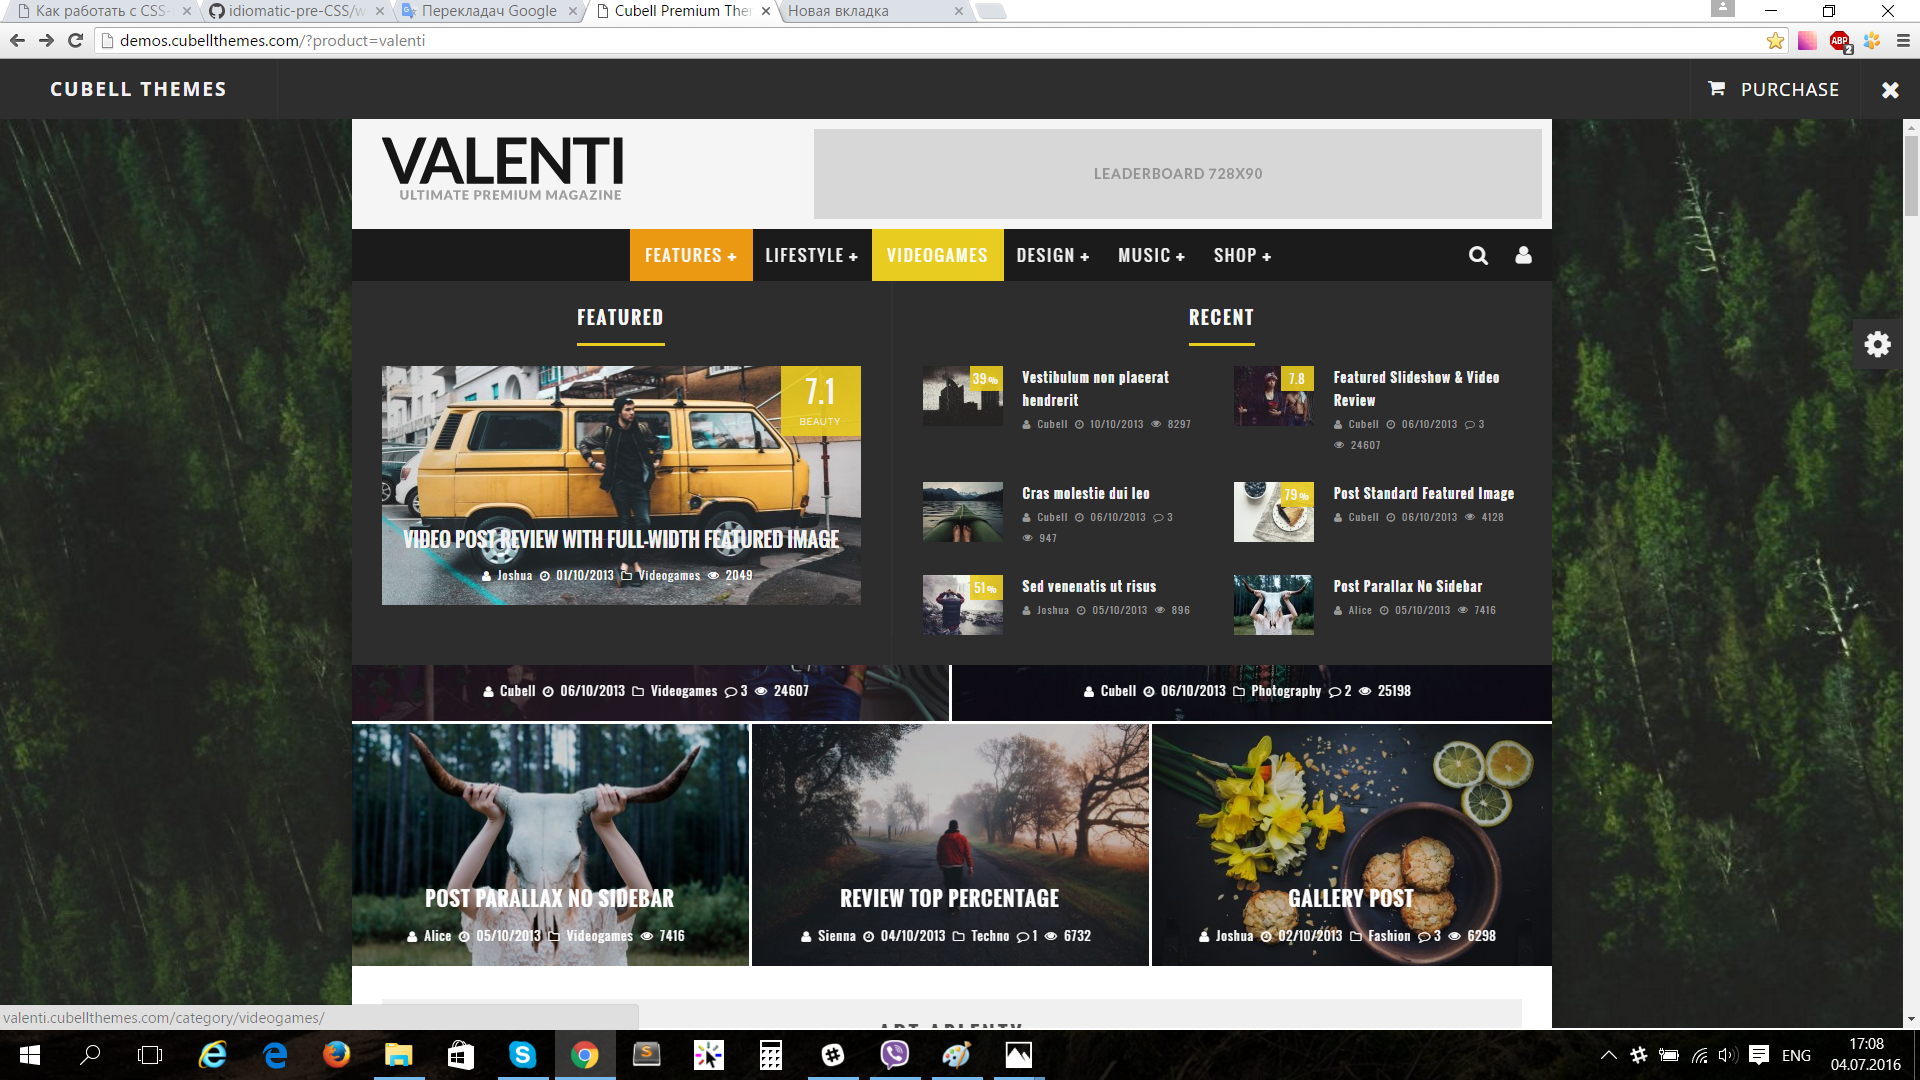 Как работать с CSS-
idiomatic-pre-CSS/w
Перекладач Google
Cubell Premium The
Новая вкладка
demos.cubellthemes.com/?product=valenti
ABP
2
CUBELL THEMES
PURCHASE
VALENTI
ULTIMATE PREMIUM MAGAZINE
LEADERBOARD 728X90
FEATURES +
LIFESTYLE +
VIDEOGAMES
DESIGN +
MUSIC +
SHOP +
FEATURED
7.1
BEAUTY
VIDEO POST REVIEW WITH FULL-WIDTH FEATURED IMAGE
Joshua 01/10/2013 Videogames 2049
RECENT
39%
Vestibulum non placerat
hendrerit
Cubell 10/10/2013 8297
7.8
Featured Slideshow & Video
Review
Cubell 06/10/2013 3
24607
Cras molestie dui leo
Cubell 06/10/2013 3
947
79%
Post Standard Featured Image
Cubell 06/10/2013 4128
51%
Sed venenatis ut risus
Joshua 05/10/2013 896
Post Parallax No Sidebar
Alice 05/10/2013 7416
Cubell 06/10/2013 Videogames 3 24607
Cubell 06/10/2013 Photography 2 25198
POST PARALLAX NO SIDEBAR
Alice 05/10/2013 Videogames 7416
REVIEW TOP PERCENTAGE
Sienna 04/10/2013 Techno 1 6732
GALLERY POST
Joshua 02/10/2013 Fashion 3 6298
valenti.cubellthemes.com/category/videogames/
ENG
17:08
04.07.2016